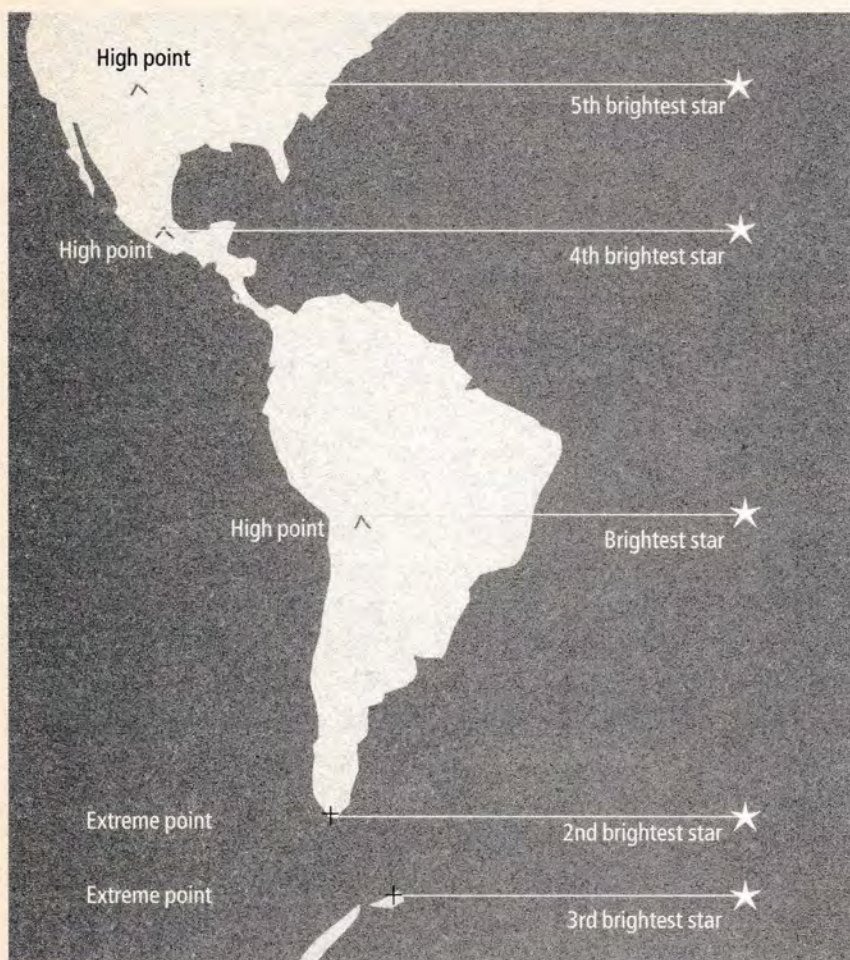 High point
5th brightest star
High point
4th brightest star
High point
Brightest star
Extreme point
2nd brightest star
Extreme point
3rd brightest star